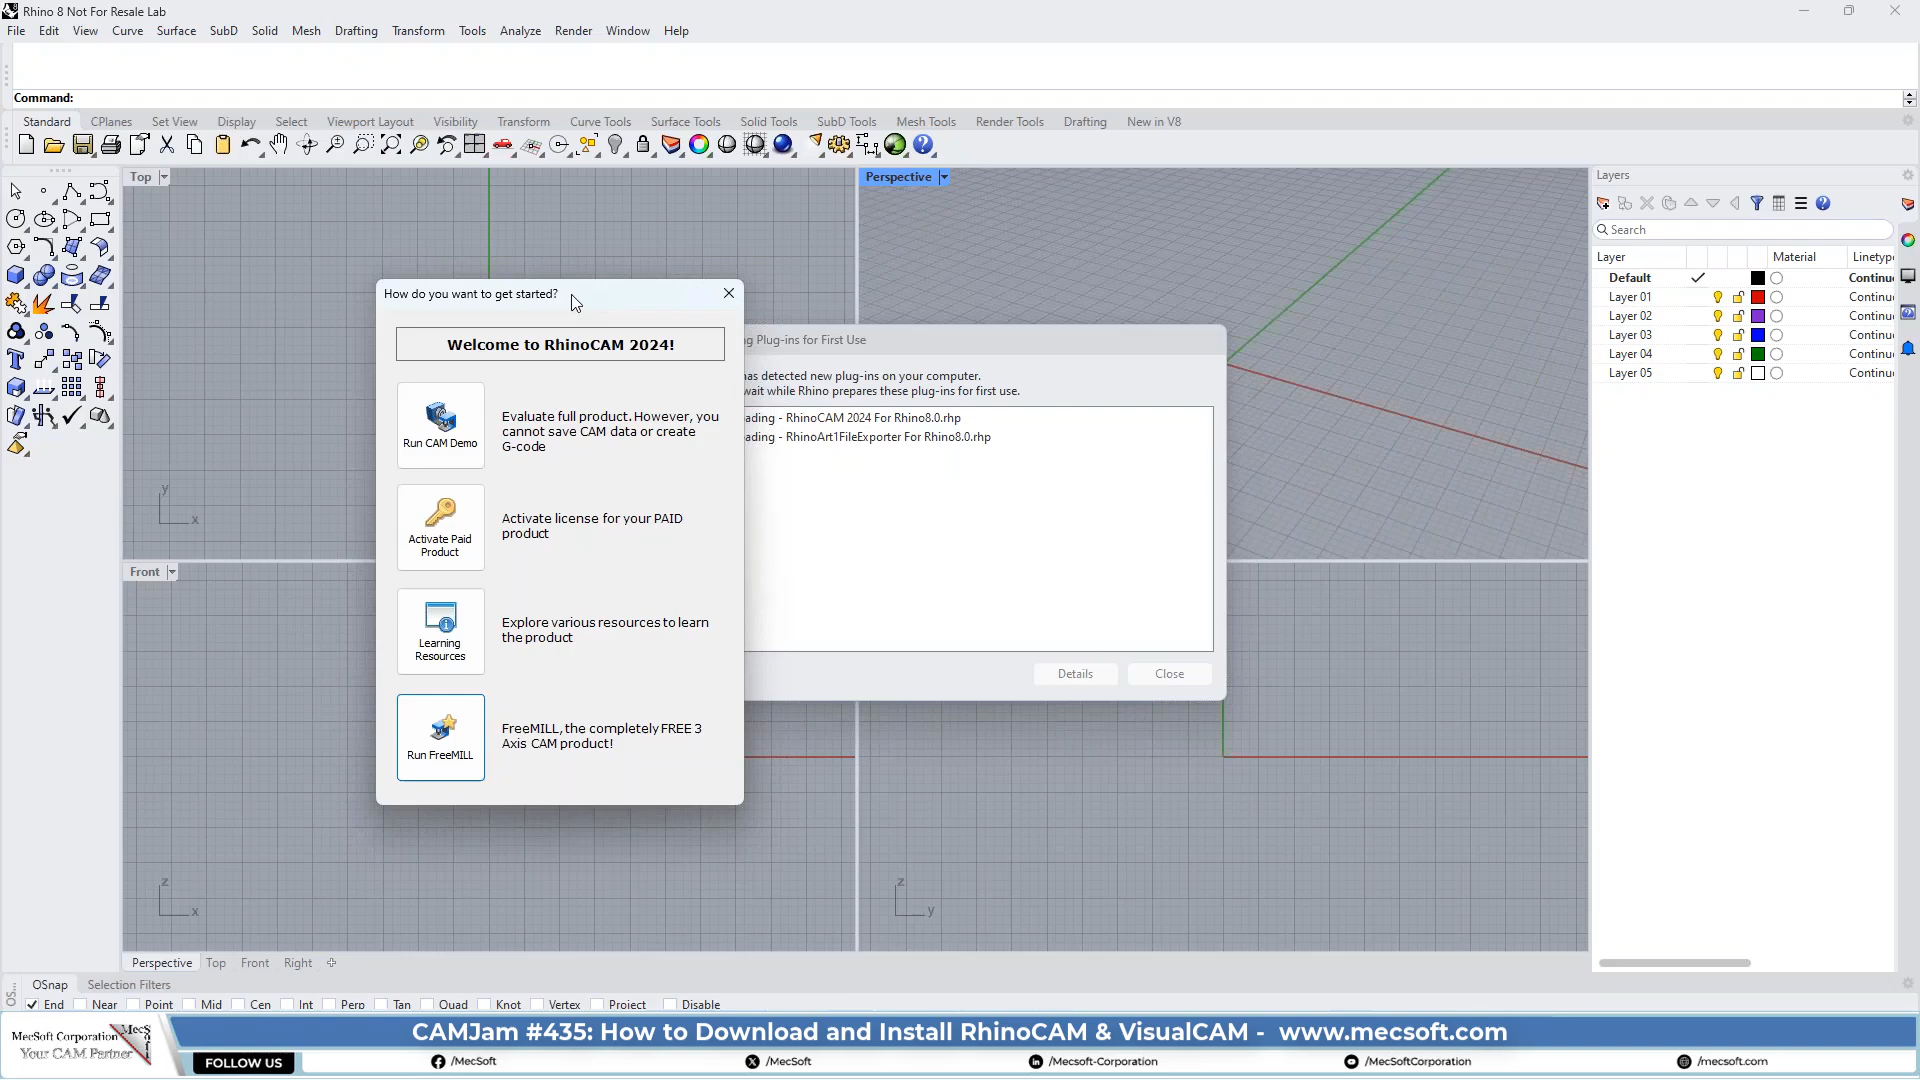 Rhino 8 Not For Resale Lab
File Edit View Curve Surface SubD Solid Mesh Drafting Transform Tools Analyze Render Window Help
Command:
Standard CPlanes Set View Display Select Viewport Layout Visibility Transform Curve Tools Surface Tools Solid Tools SubD Tools Mesh Tools Render Tools Drafting New in V8
Top
Perspective
Layers
Search
Layer Material Linetype
Default Continu
Layer 01 Continu
Layer 02 Continu
Layer 03 Continu
Layer 04 Continu
Layer 05 Continu
How do you want to get started?
Welcome to RhinoCAM 2024!
Run CAM Demo
Evaluate full product. However, you
cannot save CAM data or create
G-code
Activate Paid
Product
Activate license for your PAID
product
Learning
Resources
Explore various resources to learn
the product
Run FreeMILL
FreeMILL, the completely FREE 3
Axis CAM product!
g Plug-ins for First Use
as detected new plug-ins on your computer.
wait while Rhino prepares these plug-ins for first use.
ading - RhinoCAM 2024 For Rhino8.0.rhp
ading - RhinoArt1FileExporter For Rhino8.0.rhp
Details Close
y
x
Front
z
x
z
y
Perspective Top Front Right
OSnap Selection Filters
OS...
End Near Point Mid Cen Int Perp Tan Quad Knot Vertex Project Disable
MecSoft Corporation
Your CAM Partner
MecS
oft
CAMJam #435: How to Download and Install RhinoCAM & VisualCAM - www.mecsoft.com
FOLLOW US /MecSoft /MecSoft /Mecsoft-Corporation /MecSoftCorporation /mecsoft.com